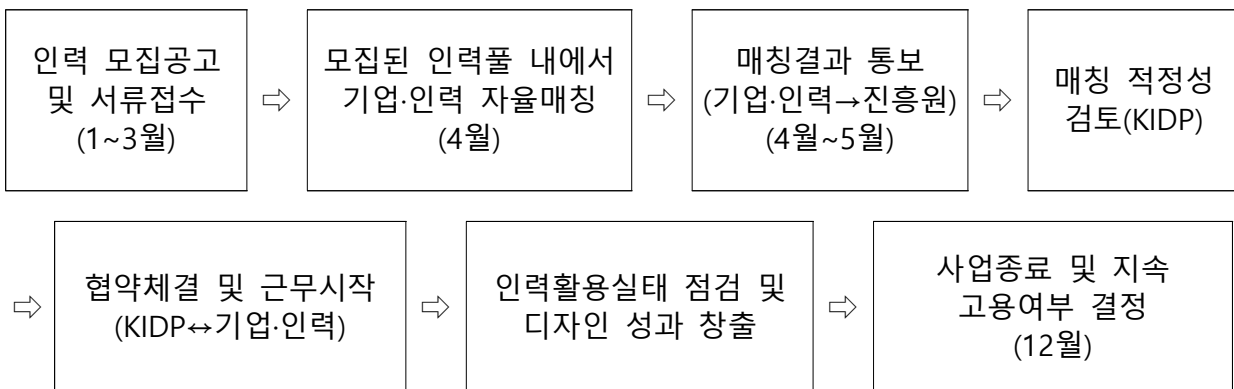 인력 모집공고
및 서류접수
(1~3월)
⇨
모집된 인력풀 내에서
기업·인력 자율매칭
(4월)
⇨
매칭결과 통보
(기업·인력→진흥원)
(4월~5월)
⇨
매칭 적정성
검토(KIDP)
⇨
협약체결 및 근무시작
(KIDP↔기업·인력)
⇨
인력활용실태 점검 및
디자인 성과 창출
⇨
사업종료 및 지속
고용여부 결정
(12월)